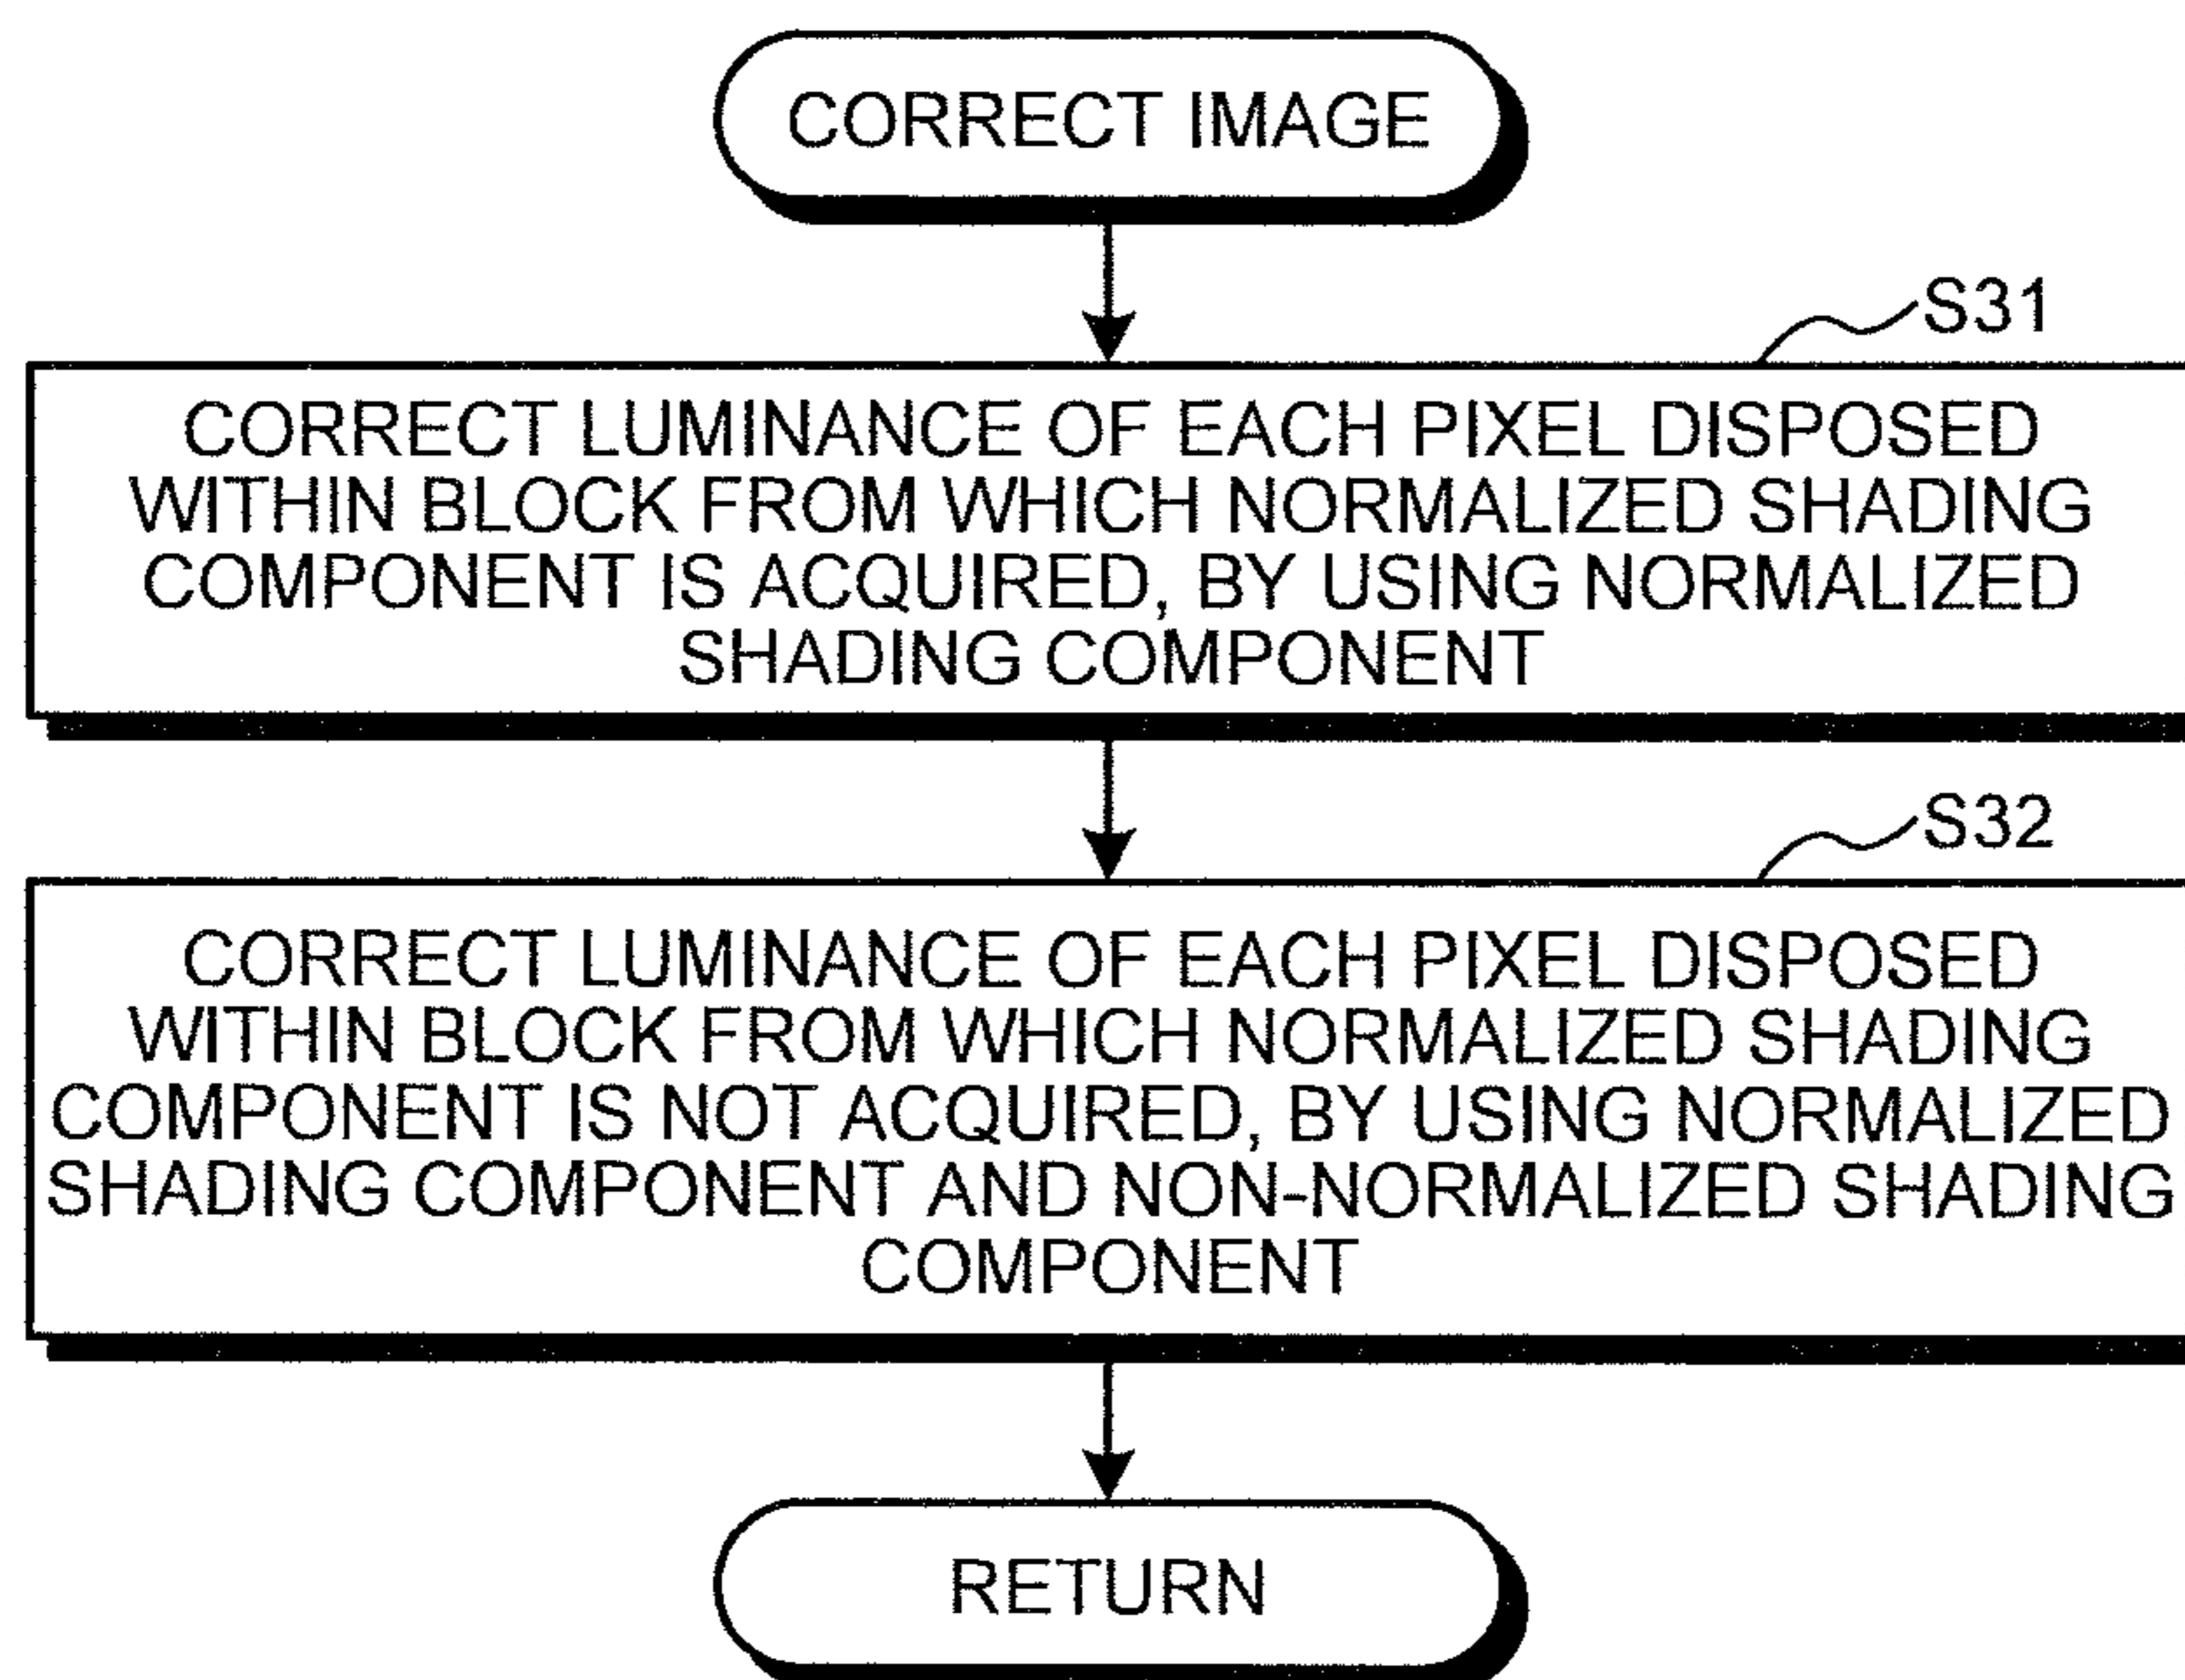 CORRECT IMAGE
S31
CORRECT LUMINANCE OF EACH PIXEL DISPOSED
WITHIN BLOCK FROM WHICH NORMALIZED SHADING
COMPONENT IS ACQUIRED, BY USING NORMALIZED
SHADING COMPONENT
S32
CORRECT LUMINANCE OF EACH PIXEL DISPOSED
WITHIN BLOCK FROM WHICH NORMALIZED SHADING
COMPONENT IS NOT ACQUIRED, BY USING NORMALIZED
SHADING COMPONENT AND NON-NORMALIZED SHADING
COMPONENT
RETURN